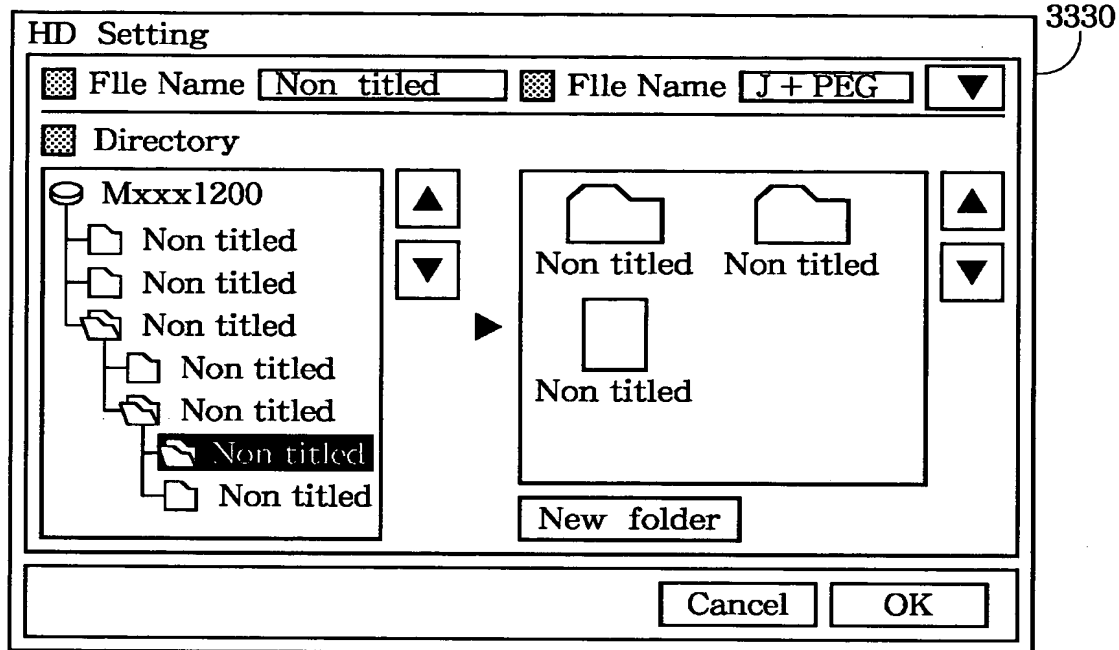 3330
HD Setting
FIle Name Non titled FIle Name J + PEG
Directory
Mxxx1200
Non titled
Non titled
Non titled
Non titled
Non titled
Non titled
Non titled
Non titled Non titled
Non titled
New folder
Cancel OK